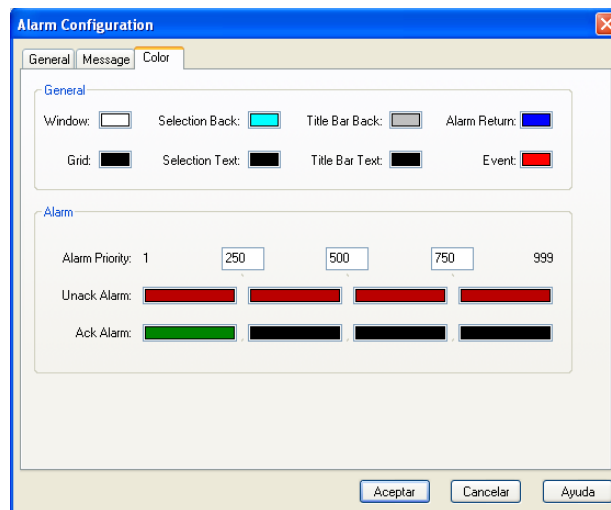 Alarm Configuration
General Message Color
General
Window: Selection Back: Title Bar Back: Alarm Return:
Grid: Selection Text: Title Bar Text: Event:
Alarm
Alarm Priority: 1 250 500 750 999
Unack Alarm:
Ack Alarm:
Aceptar Cancelar Ayuda